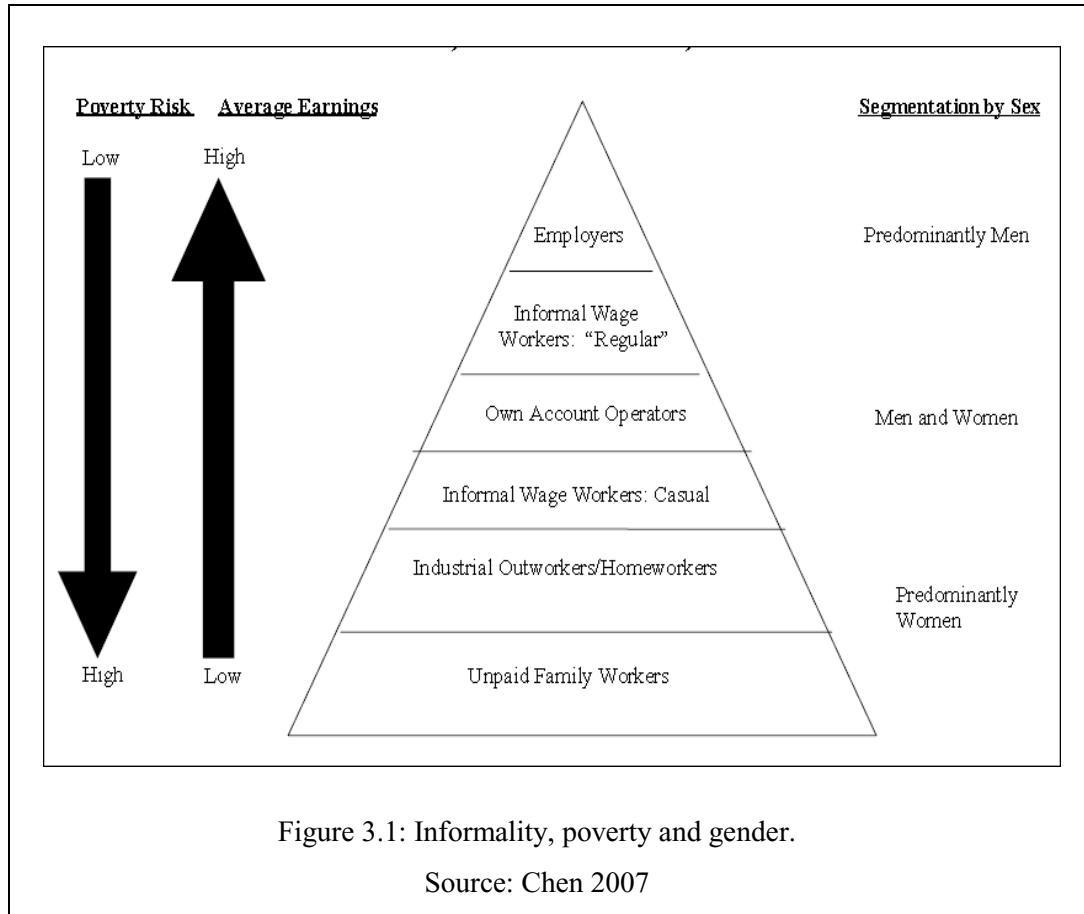 Poverty Risk Average Earnings Segmentation by Sex
Low High
Employers Predominantly Men
Informal Wage
Workers: "Regular"
Own Account Operators Men and Women
Informal Wage Workers: Casual
Industrial Outworkers/Homeworkers
Predominantly
Women
High Low Unpaid Family Workers
Figure 3.1: Informality, poverty and gender.
Source: Chen 2007